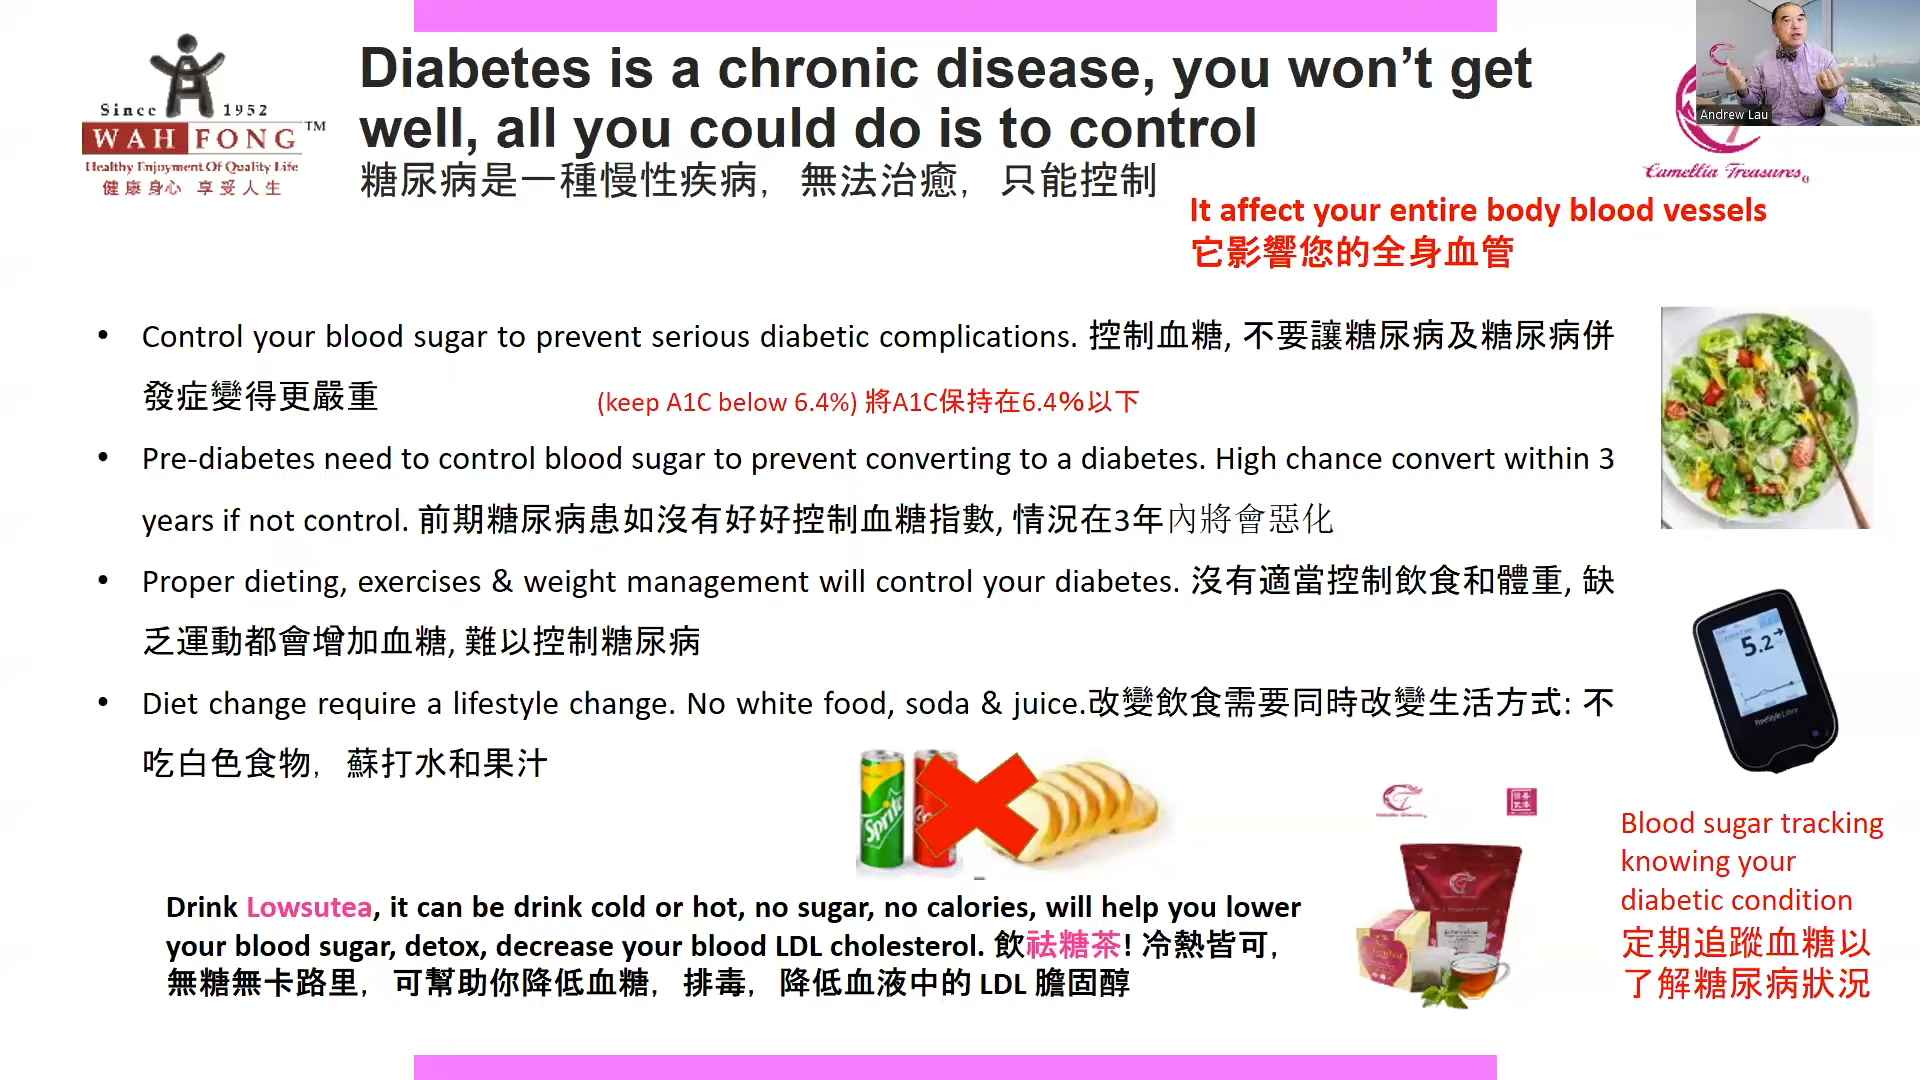 Since 1952
WAH FONG™
Healthy Enjoyment Of Quality Life
健康身心 享受人生
Diabetes is a chronic disease, you won’t get
well, all you could do is to control
糖尿病是一種慢性疾病，無法治癒，只能控制
Andrew Lau
Camellia Treasures
It affect your entire body blood vessels
它影響您的全身血管
• Control your blood sugar to prevent serious diabetic complications. 控制血糖, 不要讓糖尿病及糖尿病併
發症變得更嚴重
(keep A1C below 6.4%) 將A1C保持在6.4%以下
• Pre-diabetes need to control blood sugar to prevent converting to a diabetes. High chance convert within 3
years if not control. 前期糖尿病患如沒有好好控制血糖指數, 情況在3年內將會惡化
• Proper dieting, exercises & weight management will control your diabetes. 沒有適當控制飲食和體重, 缺
乏運動都會增加血糖, 難以控制糖尿病
• Diet change require a lifestyle change. No white food, soda & juice.改變飲食需要同時改變生活方式: 不
吃白色食物，蘇打水和果汁
5.2
FreeStyle Libre
Sprite
Blood sugar tracking
knowing your
diabetic condition
定期追蹤血糖以
了解糖尿病狀況
Drink Lowsutea, it can be drink cold or hot, no sugar, no calories, will help you lower
your blood sugar, detox, decrease your blood LDL cholesterol. 飲祛糖茶! 冷熱皆可，
無糖無卡路里，可幫助你降低血糖，排毒，降低血液中的 LDL 膽固醇